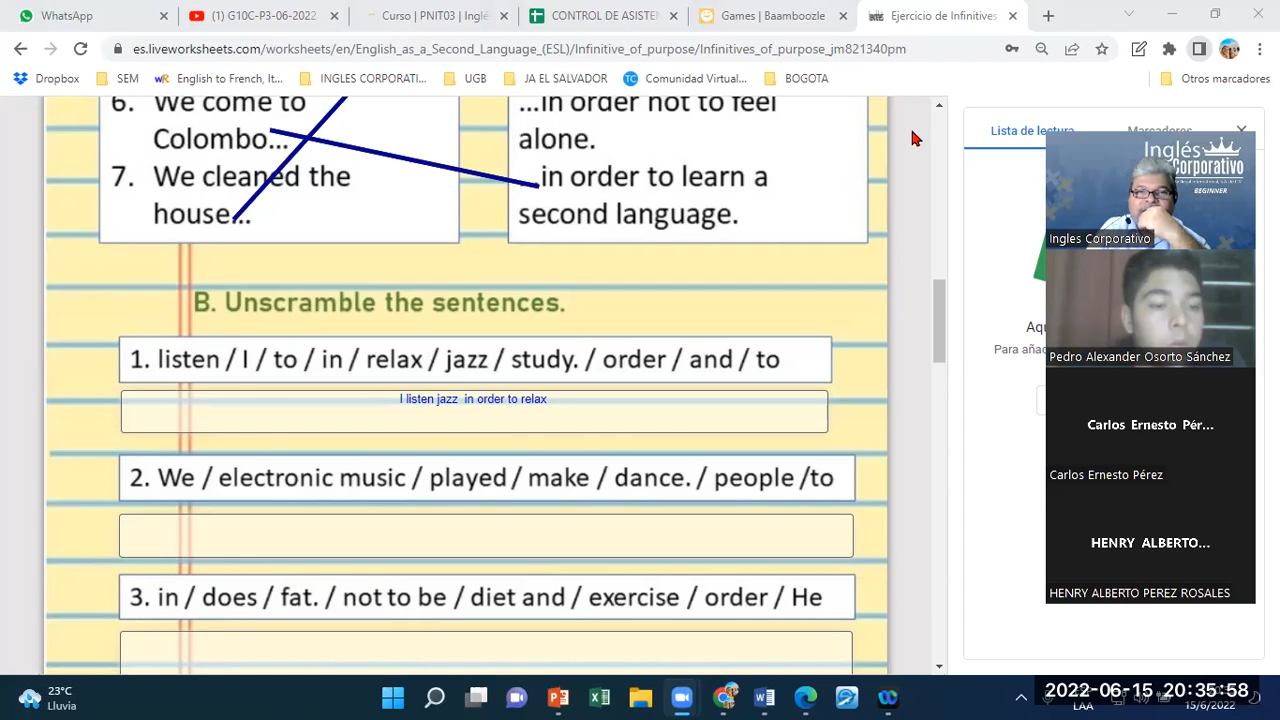 WhatsApp
(1) G10C-P3-06-2022
Curso | PNIT03 | Inglé
CONTROL DE ASISTEN
Games | Baamboozle
Ejercicio de Infinitives
es.liveworksheets.com/worksheets/en/English_as_a_Second_Language_(ESL)/Infinitive_of_purpose/Infinitives_of_purpose_jm821340pm
Dropbox
SEM
English to French, It...
INGLES CORPORATI...
UGB
JA EL SALVADOR
Comunidad Virtual...
BOGOTA
Otros marcadores
6. We come to
Colombo...
7. We cleaned the
house...
...in order not to feel
alone.
...in order to learn a
second language.
B. Unscramble the sentences.
1. listen / I / to / in / relax / jazz / study. / order / and / to
I listen jazz in order to relax
2. We / electronic music / played / make / dance. / people /to
3. in / does / fat. / not to be / diet and / exercise / order / He
Lista de lectura
Marcadores
Aqu
Para añad
Inglés
Corporativo
BEGINNER
Ingles Corporativo
Pedro Alexander Osorto Sánchez
Carlos Ernesto Pér...
Carlos Ernesto Pérez
HENRY ALBERTO...
HENRY ALBERTO PEREZ ROSALES
23°C
Lluvia
2022-06-15 20:35:58
LAA
15/6/2022